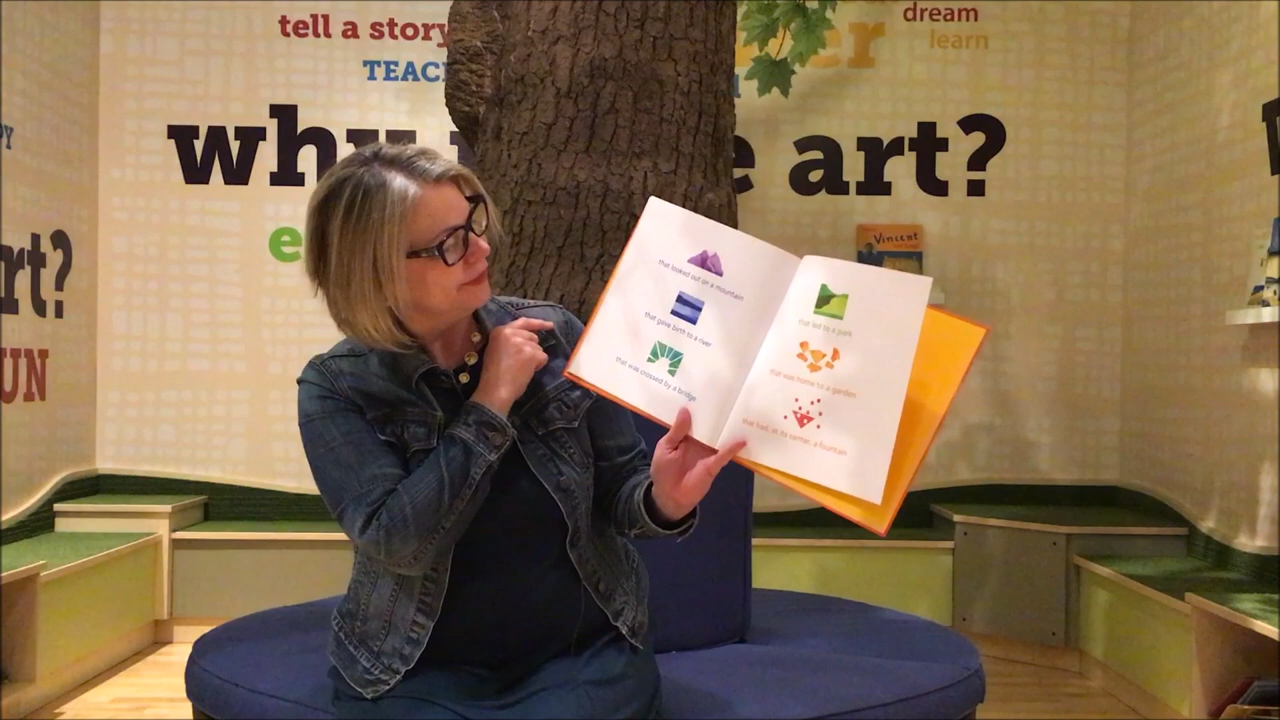 tell a story
dream
learn
TEAC
why
e art?
e
rt?
UN
Vincent
that looked out on a mountain
that gave birth to a river
that was crossed by a bridge
that led to a park
that was home to a garden
that had, at its center, a fountain